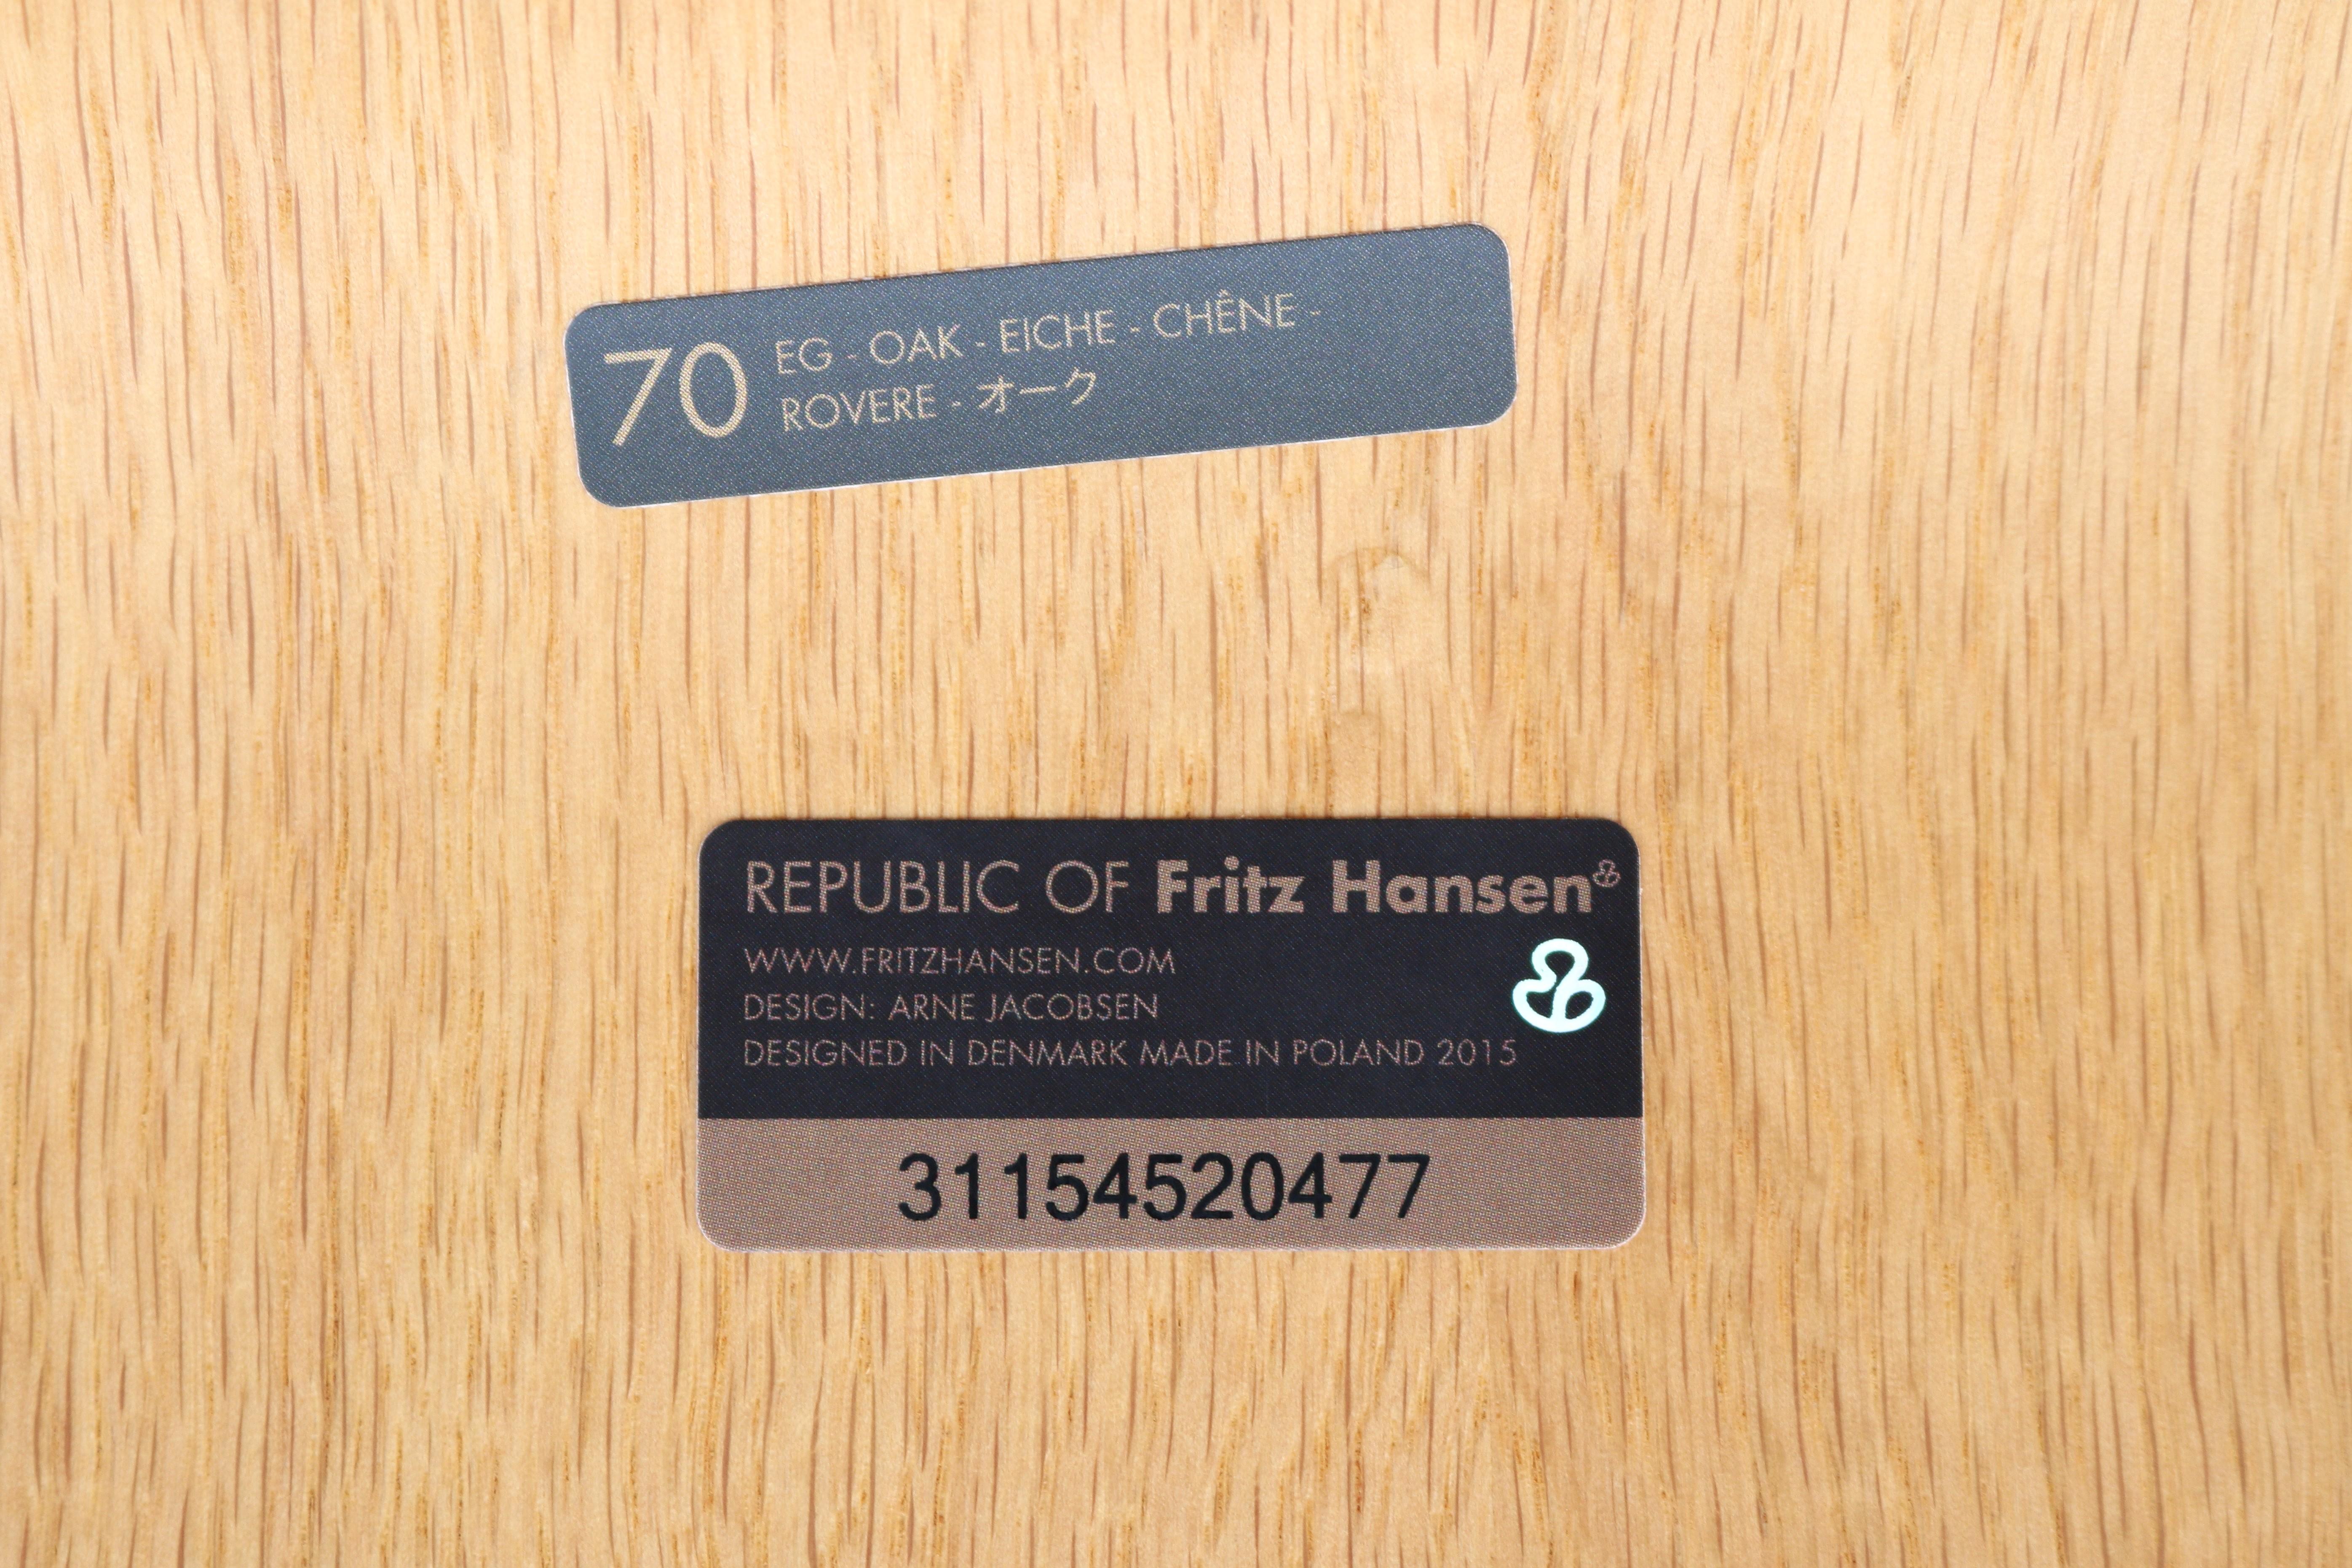 70 EG - OAK - EICHE - CHÊNE -
ROVERE - オーク
REPUBLIC OF Fritz Hansen
WWW.FRITZHANSEN.COM
DESIGN: ARNE JACOBSEN
DESIGNED IN DENMARK MADE IN POLAND 2015
31154520477